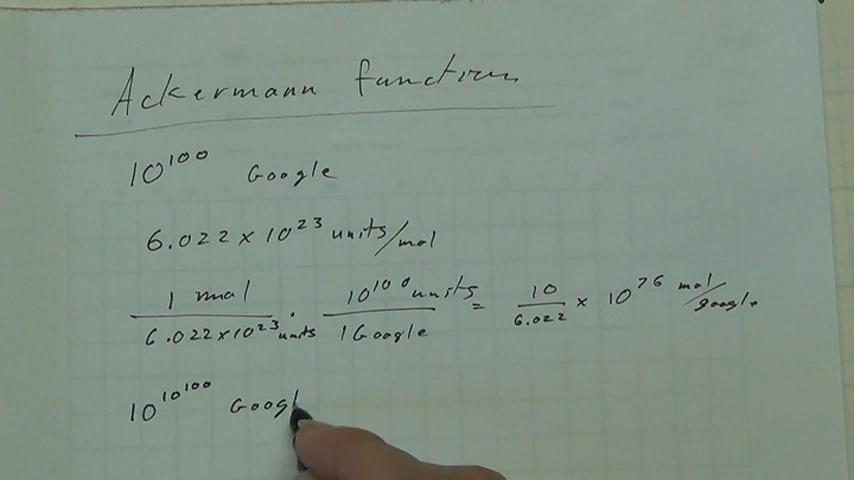 Ackermann function
10^100 Google
6.022 x 10^23 units/mol
1 mol / 6.022x10^23 units · 10^100 units / 1 Google = 10 / 6.022 x 10^76 mol/google
10^10^100 Googl